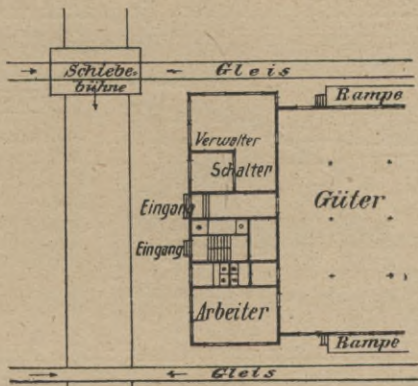 Gleis
Schiebe-
bühne
Rampe
Verwalter
Schalter
Eingang
Güter
Eingang
Arbeiter
Rampe
Gleis